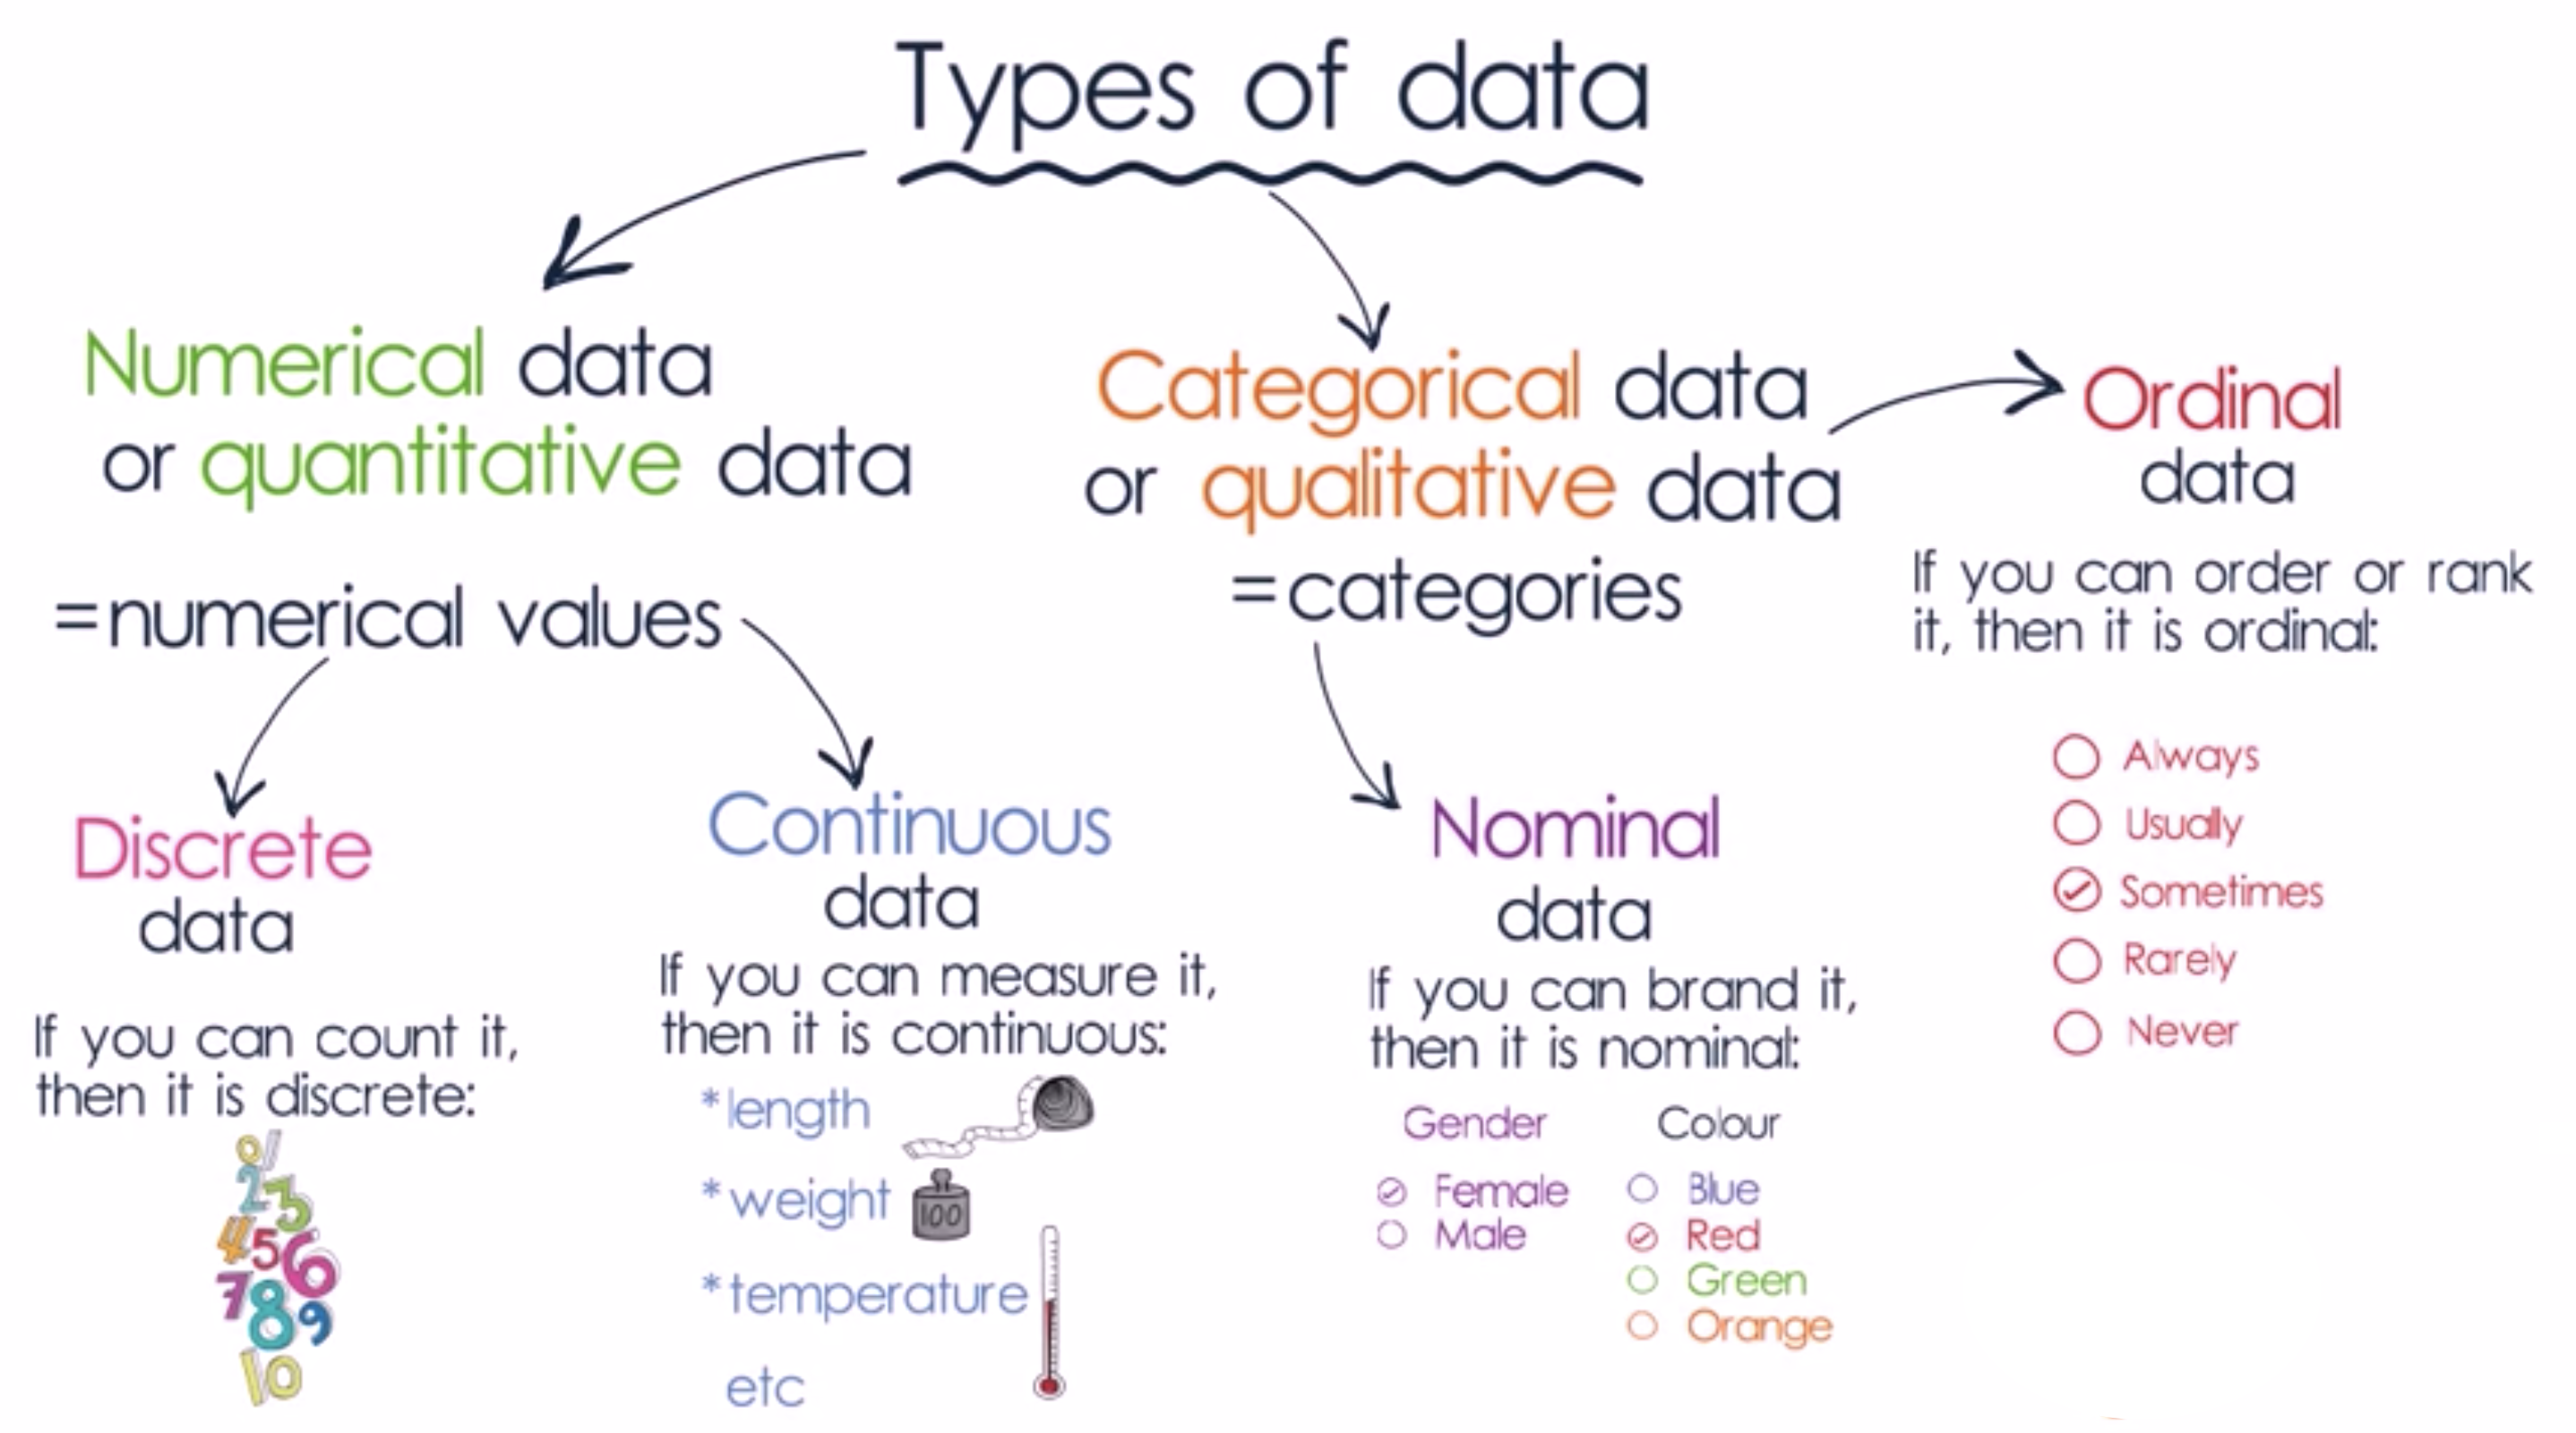 Types of data
Numerical data
or quantitative data
=numerical values
Discrete
data
If you can count it,
then it is discrete:
0 1
2 3
4 5 6
7 8 9
10
Continuous
data
If you can measure it,
then it is continuous:
*length
*weight
100
*temperature
etc
Categorical data
or qualitative data
=categories
Nominal
data
If you can brand it,
then it is nominal:
Gender
Female
Male
Colour
Blue
Red
Green
Orange
Ordinal
data
If you can order or rank
it, then it is ordinal:
Always
Usually
Sometimes
Rarely
Never